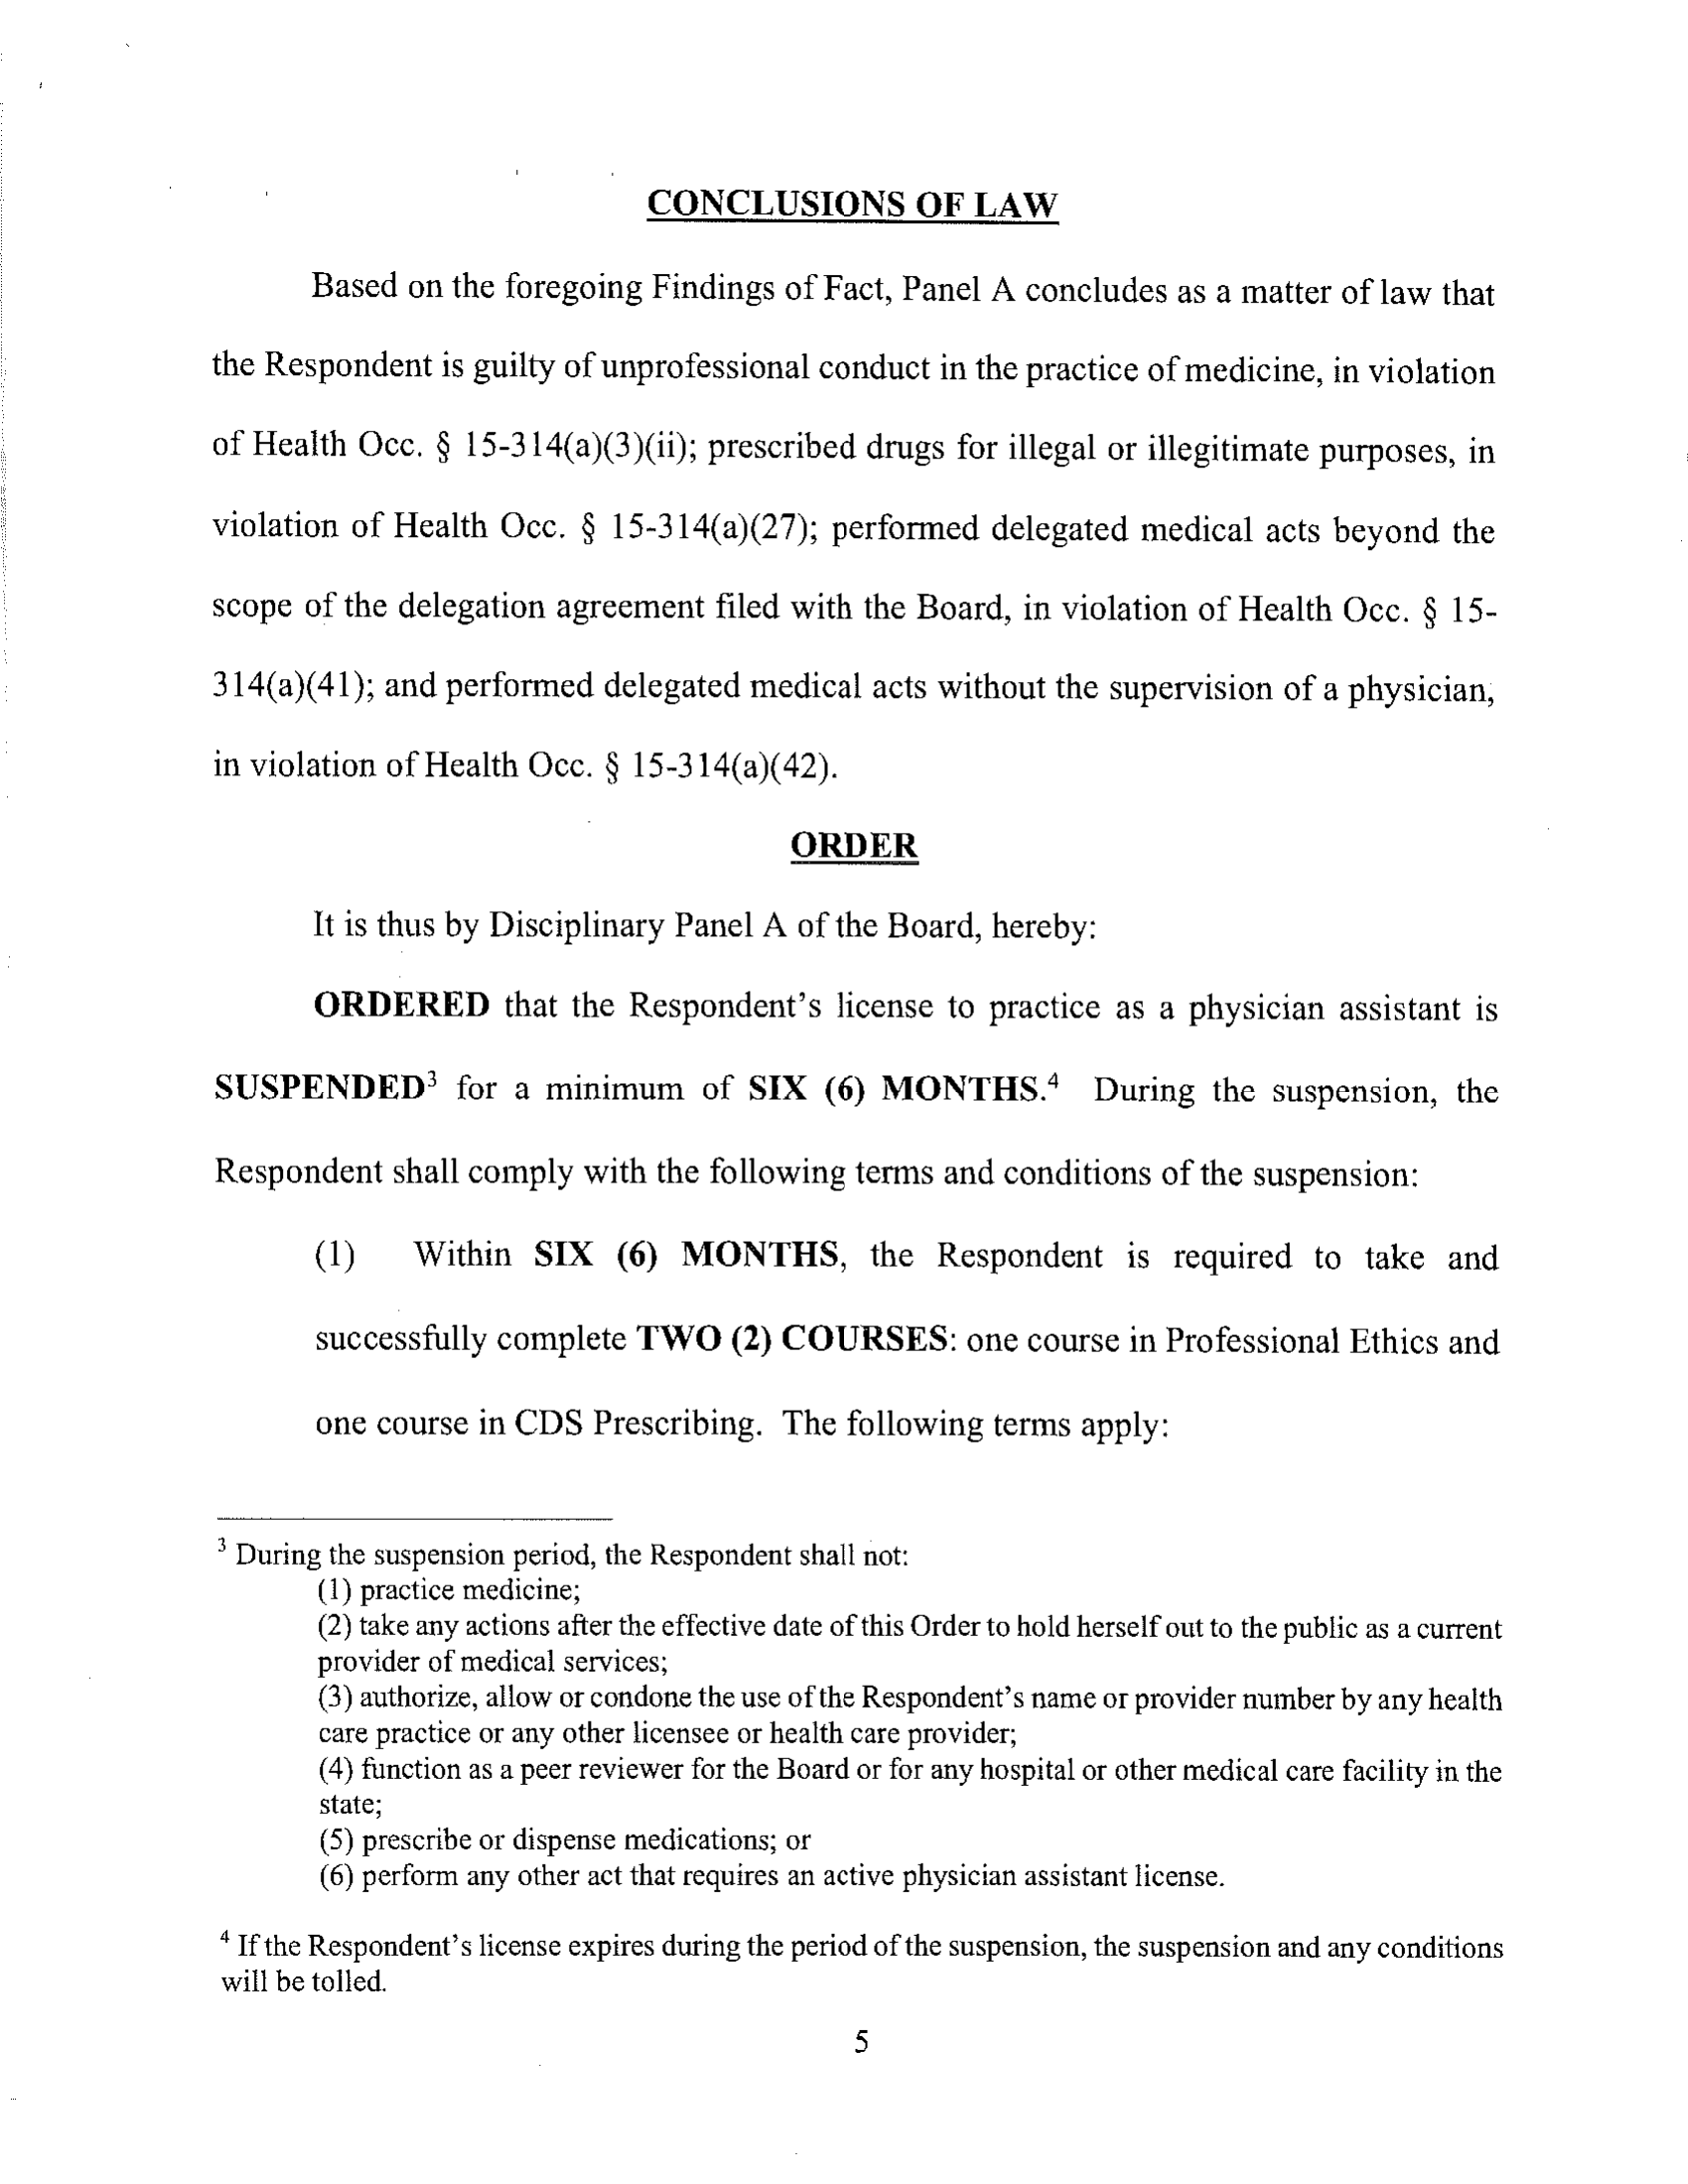 CONCLUSIONS OF LAW
Based on the foregoing Findings of Fact, Panel A concludes as a matter of law that
the Respondent is guilty of unprofessional conduct in the practice of medicine, in violation
of Health Occ. § 15-314(a)(3)(ii); prescribed drugs for illegal or illegitimate purposes, in
violation of Health Occ. § 15-314(a)(27); performed delegated medical acts beyond the
scope of the delegation agreement filed with the Board, in violation of Health Occ. § 15-
314(a)(41); and performed delegated medical acts without the supervision of a physician,
in violation of Health Occ. § 15-314(a)(42).
ORDER
It is thus by Disciplinary Panel A of the Board, hereby:
ORDERED that the Respondent's license to practice as a physician assistant is
SUSPENDED³ for a minimum of SIX (6) MONTHS.⁴ During the suspension, the
Respondent shall comply with the following terms and conditions of the suspension:
(1) Within SIX (6) MONTHS, the Respondent is required to take and
successfully complete TWO (2) COURSES: one course in Professional Ethics and
one course in CDS Prescribing. The following terms apply:
³ During the suspension period, the Respondent shall not:
(1) practice medicine;
(2) take any actions after the effective date of this Order to hold herself out to the public as a current
provider of medical services;
(3) authorize, allow or condone the use of the Respondent's name or provider number by any health
care practice or any other licensee or health care provider;
(4) function as a peer reviewer for the Board or for any hospital or other medical care facility in the
state;
(5) prescribe or dispense medications; or
(6) perform any other act that requires an active physician assistant license.
⁴ If the Respondent's license expires during the period of the suspension, the suspension and any conditions
will be tolled.
5